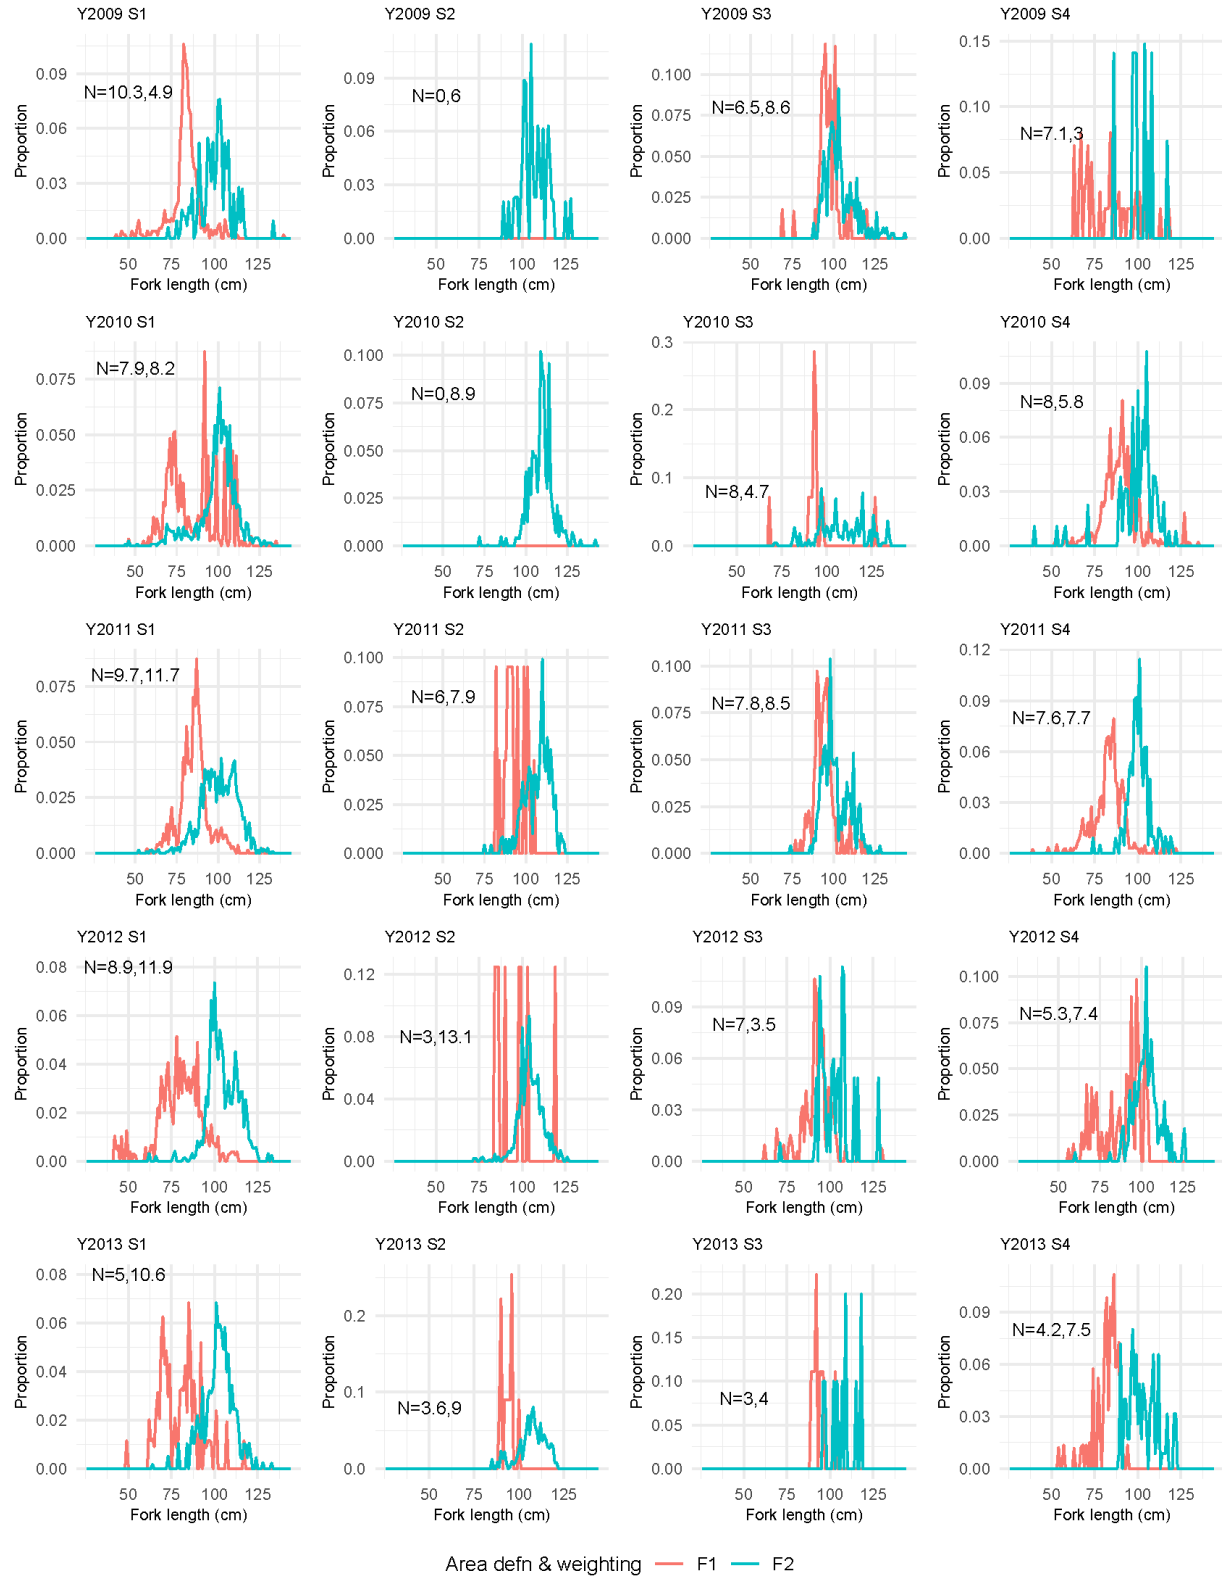 Y2009 S1
Y2009 S2
Y2009 S3
Y2009 S4
Proportion
0.09
0.06
0.03
0.00
N=10.3,4.9
50 75 100 125
Fork length (cm)
Proportion
0.09
0.06
0.03
0.00
N=0,6
50 75 100 125
Fork length (cm)
Proportion
0.100
0.075
0.050
0.025
0.000
N=6.5,8.6
50 75 100 125
Fork length (cm)
Proportion
0.15
0.10
0.05
0.00
N=7.1,3
50 75 100 125
Fork length (cm)
Y2010 S1
Y2010 S2
Y2010 S3
Y2010 S4
Proportion
0.075
0.050
0.025
0.000
N=7.9,8.2
50 75 100 125
Fork length (cm)
Proportion
0.100
0.075
0.050
0.025
0.000
N=0,8.9
50 75 100 125
Fork length (cm)
Proportion
0.3
0.2
0.1
0.0
N=8,4.7
50 75 100 125
Fork length (cm)
Proportion
0.09
0.06
0.03
0.00
N=8,5.8
50 75 100 125
Fork length (cm)
Y2011 S1
Y2011 S2
Y2011 S3
Y2011 S4
Proportion
0.075
0.050
0.025
0.000
N=9.7,11.7
50 75 100 125
Fork length (cm)
Proportion
0.100
0.075
0.050
0.025
0.000
N=6,7.9
50 75 100 125
Fork length (cm)
Proportion
0.100
0.075
0.050
0.025
0.000
N=7.8,8.5
50 75 100 125
Fork length (cm)
Proportion
0.12
0.09
0.06
0.03
0.00
N=7.6,7.7
50 75 100 125
Fork length (cm)
Y2012 S1
Y2012 S2
Y2012 S3
Y2012 S4
Proportion
0.08
0.06
0.04
0.02
0.00
N=8.9,11.9
50 75 100 125
Fork length (cm)
Proportion
0.12
0.08
0.04
0.00
N=3,13.1
50 75 100 125
Fork length (cm)
Proportion
0.09
0.06
0.03
0.00
N=7,3.5
50 75 100 125
Fork length (cm)
Proportion
0.100
0.075
0.050
0.025
0.000
N=5.3,7.4
50 75 100 125
Fork length (cm)
Y2013 S1
Y2013 S2
Y2013 S3
Y2013 S4
Proportion
0.08
0.06
0.04
0.02
0.00
N=5,10.6
50 75 100 125
Fork length (cm)
Proportion
0.2
0.1
0.0
N=3.6,9
50 75 100 125
Fork length (cm)
Proportion
0.20
0.15
0.10
0.05
0.00
N=3,4
50 75 100 125
Fork length (cm)
Proportion
0.09
0.06
0.03
0.00
N=4.2,7.5
50 75 100 125
Fork length (cm)
Area defn & weighting F1 F2